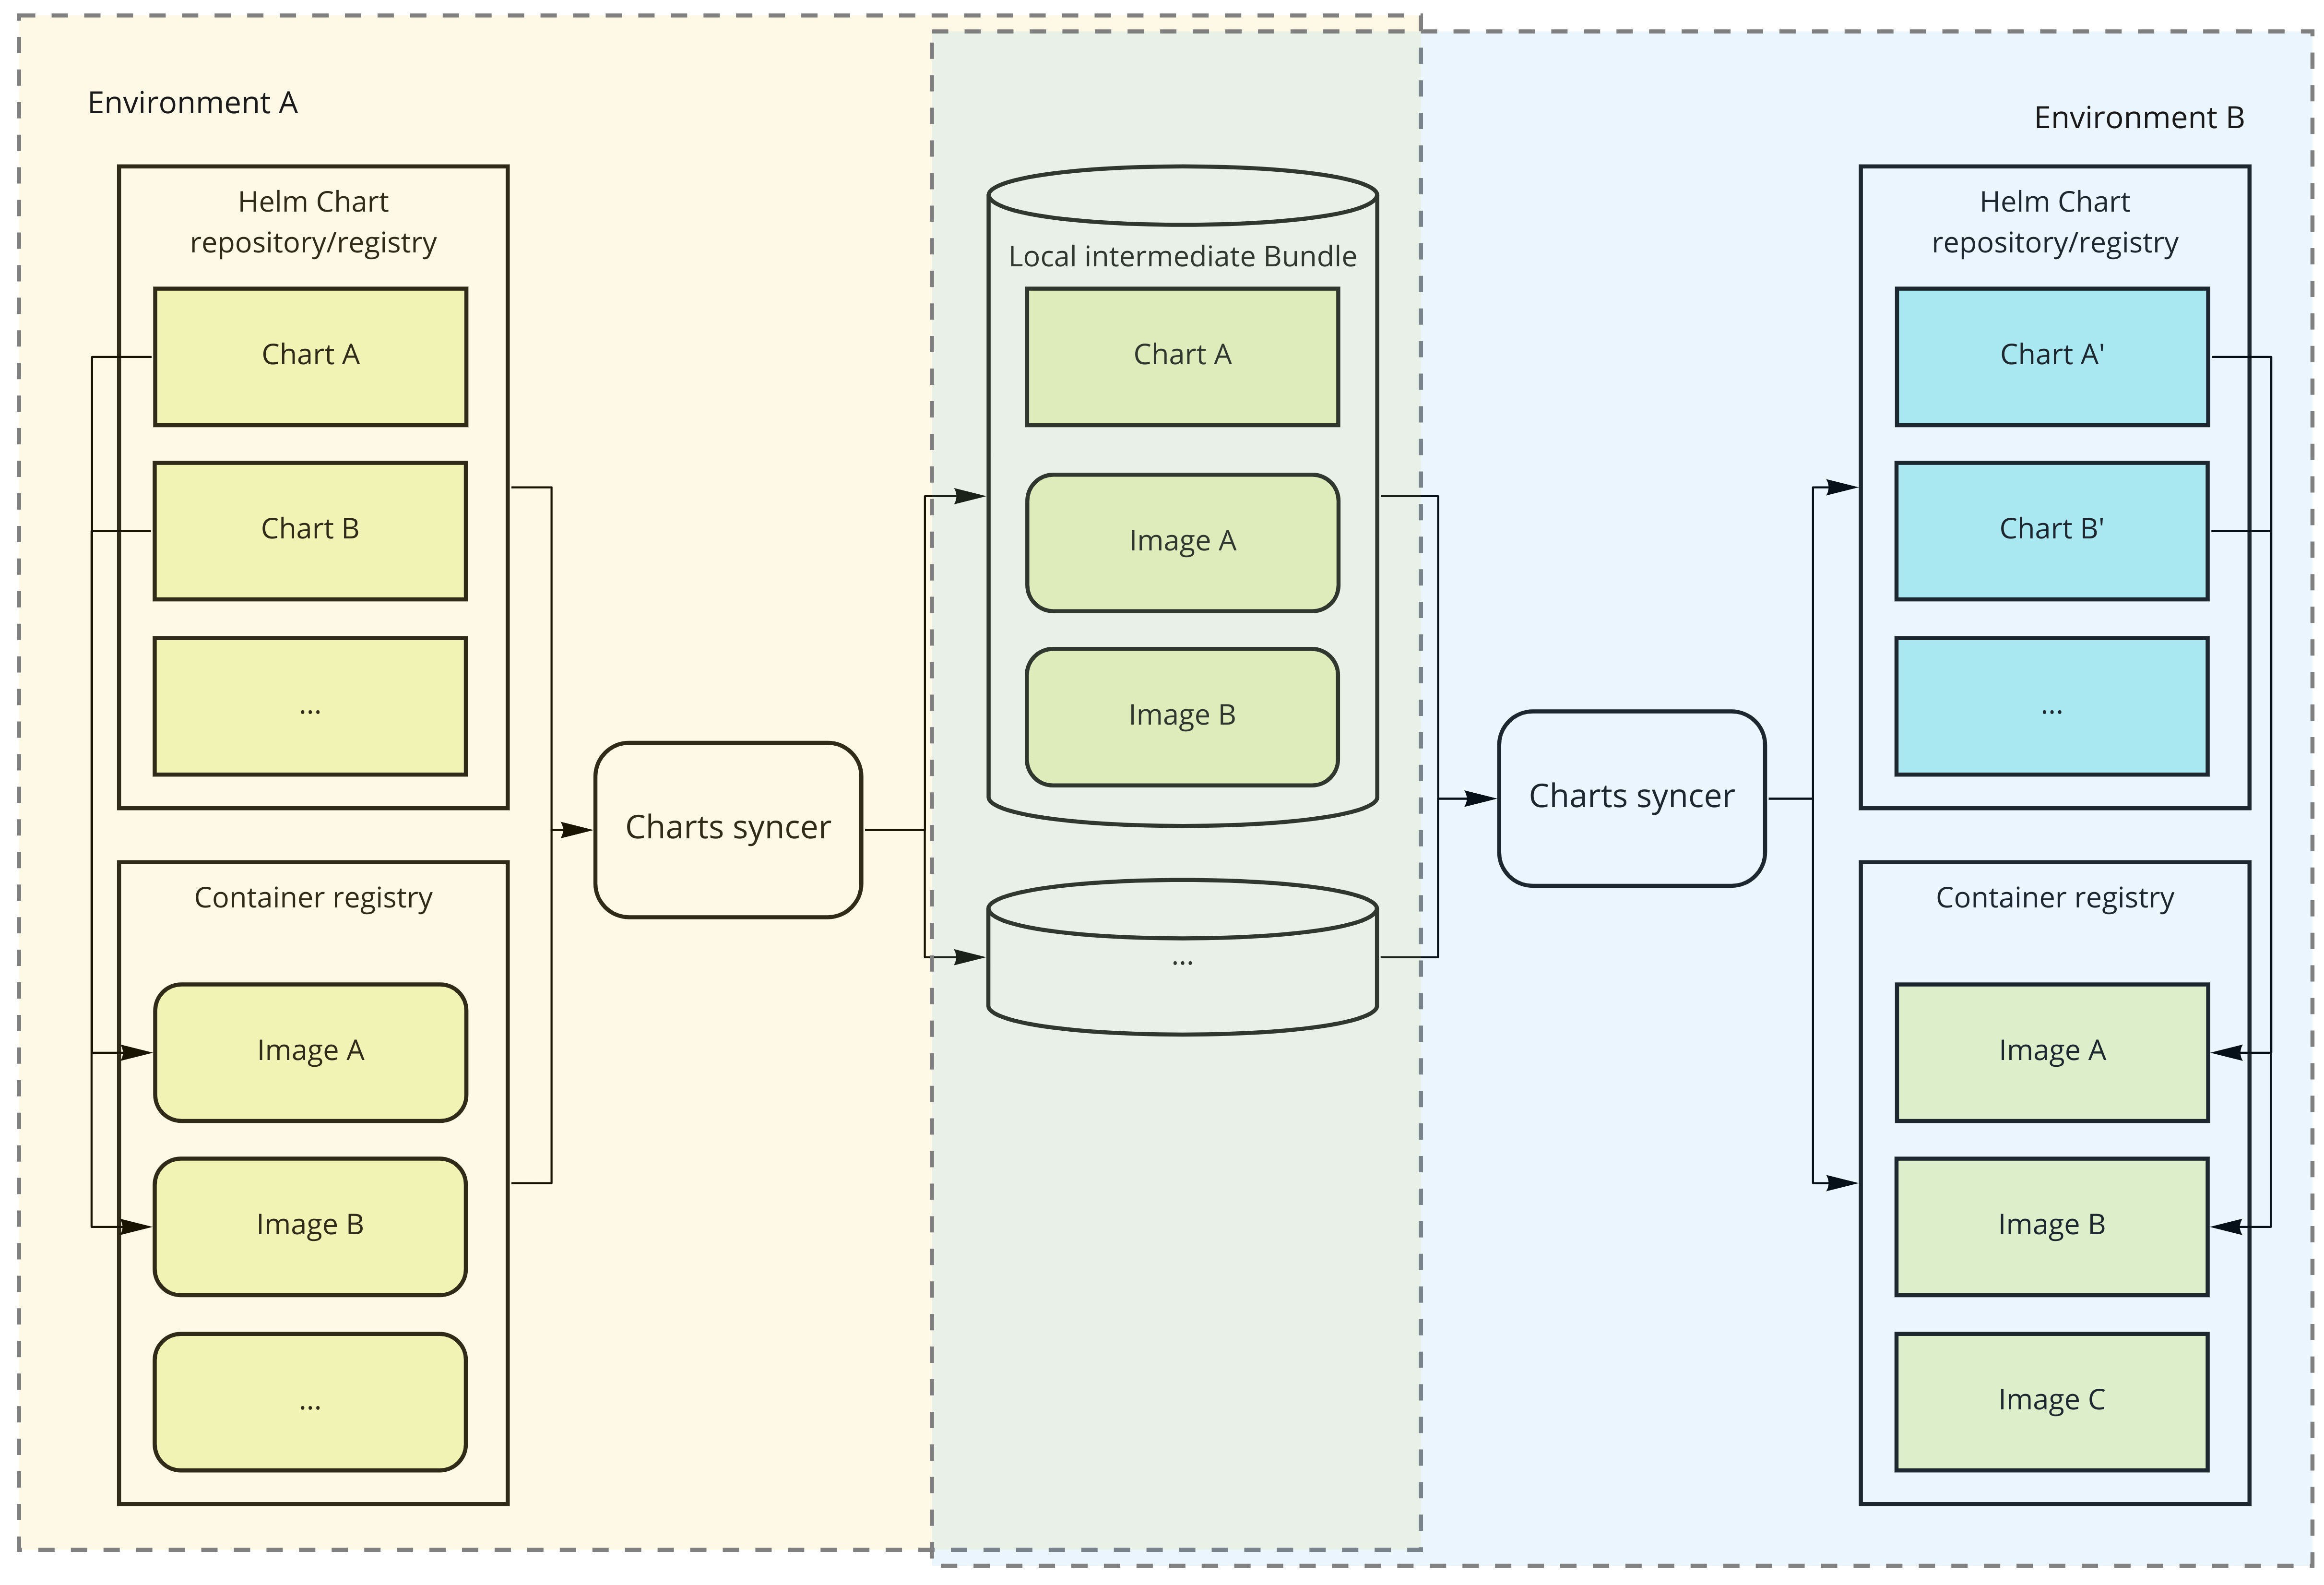 Environment A
Helm Chart
repository/registry
Chart A
Chart B
...
Container registry
Image A
Image B
...
Charts syncer
Local intermediate Bundle
Chart A
Image A
Image B
...
Charts syncer
Environment B
Helm Chart
repository/registry
Chart A'
Chart B'
...
Container registry
Image A
Image B
Image C